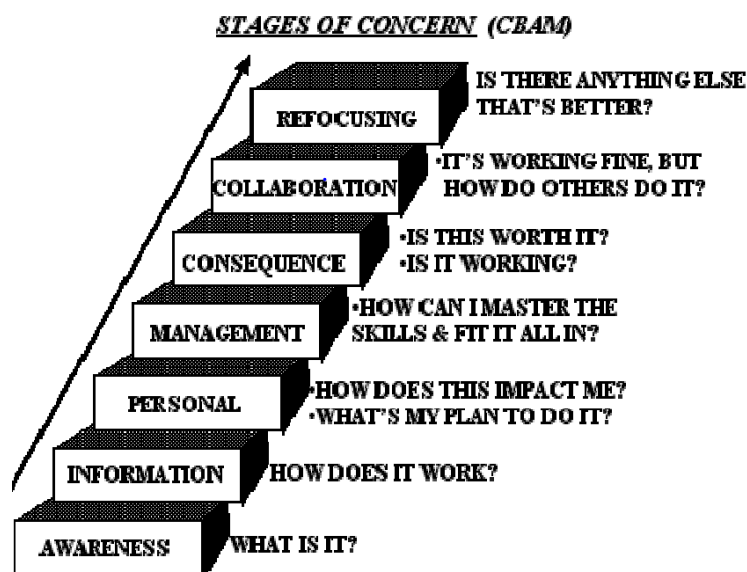 STAGES OF CONCERN (CBAM)
REFOCUSING
IS THERE ANYTHING ELSE
THAT'S BETTER?
COLLABORATION
•IT'S WORKING FINE, BUT
HOW DO OTHERS DO IT?
CONSEQUENCE
•IS THIS WORTH IT?
•IS IT WORKING?
MANAGEMENT
•HOW CAN I MASTER THE
SKILLS & FIT IT ALL IN?
PERSONAL
•HOW DOES THIS IMPACT ME?
•WHAT'S MY PLAN TO DO IT?
INFORMATION
HOW DOES IT WORK?
AWARENESS
WHAT IS IT?